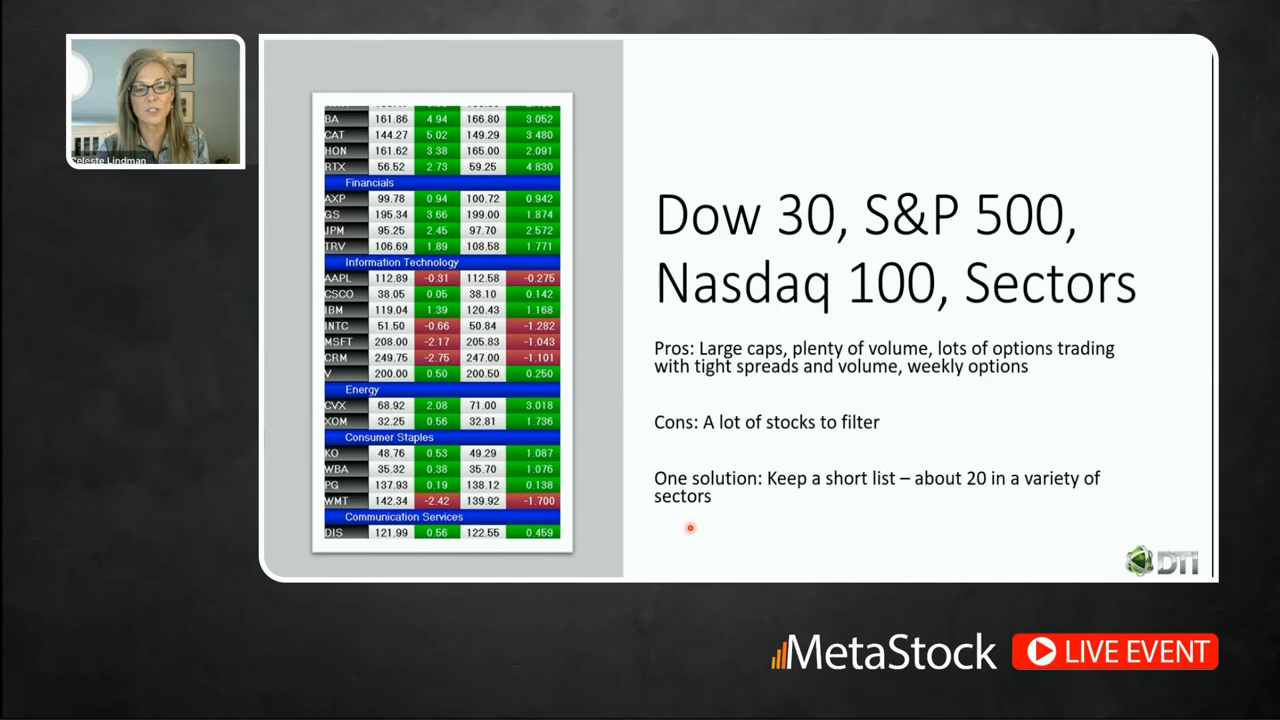 Celeste Lindman
BA 161.86 4.94 166.80 3.052
CAT 144.27 5.02 149.29 3.480
HON 161.62 3.38 165.00 2.091
RTX 56.52 2.73 59.25 4.830
Financials
AXP 99.78 0.94 100.72 0.942
GS 195.34 3.66 199.00 1.874
JPM 95.25 2.45 97.70 2.572
TRV 106.69 1.89 108.58 1.771
Information Technology
AAPL 112.89 -0.31 112.58 -0.275
CSCO 38.05 0.05 38.10 0.142
IBM 119.04 1.39 120.43 1.168
INTC 51.50 -0.66 50.84 -1.282
MSFT 208.00 -2.17 205.83 -1.043
CRM 249.75 -2.75 247.00 -1.101
V 200.00 0.50 200.50 0.250
Energy
CVX 68.92 2.08 71.00 3.018
XOM 32.25 0.56 32.81 1.736
Consumer Staples
KO 48.76 0.53 49.29 1.087
WBA 35.32 0.38 35.70 1.076
PG 137.93 0.19 138.12 0.138
WMT 142.34 -2.42 139.92 -1.700
Communication Services
DIS 121.99 0.56 122.55 0.459
Dow 30, S&P 500,
Nasdaq 100, Sectors
Pros: Large caps, plenty of volume, lots of options trading
with tight spreads and volume, weekly options
Cons: A lot of stocks to filter
One solution: Keep a short list – about 20 in a variety of
sectors
DTI
MetaStock LIVE EVENT